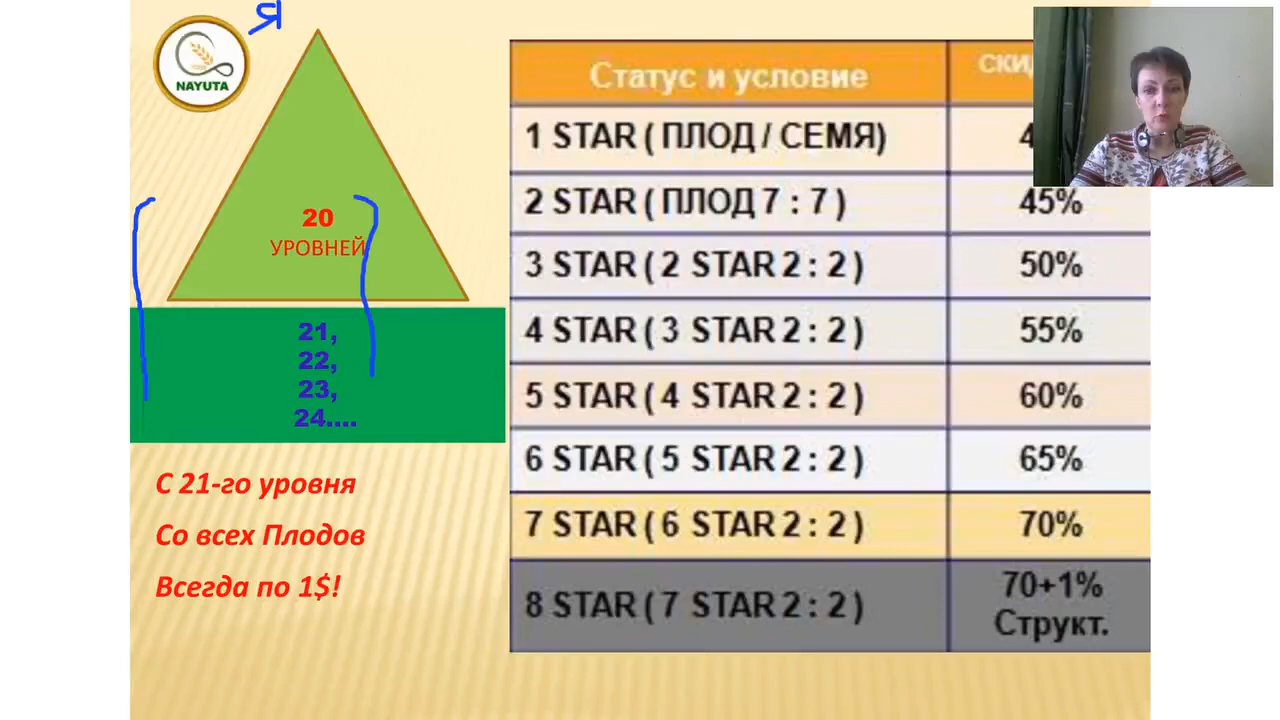 Я
NAYUTA
20
УРОВНЕЙ
21,
22,
23,
24....
С 21-го уровня
Со всех Плодов
Всегда по 1$!
Статус и условие
1 STAR ( ПЛОД / СЕМЯ)
2 STAR ( ПЛОД 7 : 7 ) 45%
3 STAR ( 2 STAR 2 : 2 ) 50%
4 STAR ( 3 STAR 2 : 2 ) 55%
5 STAR ( 4 STAR 2 : 2 ) 60%
6 STAR ( 5 STAR 2 : 2 ) 65%
7 STAR ( 6 STAR 2 : 2 ) 70%
8 STAR ( 7 STAR 2 : 2 ) 70+1%
Структ.